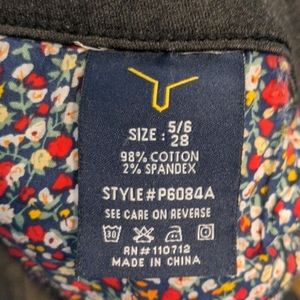 SIZE : 5/6
28
98% COTTON
2% SPANDEX
STYLE#P6084A
SEE CARE ON REVERSE
30
RN#110712
MADE IN CHINA